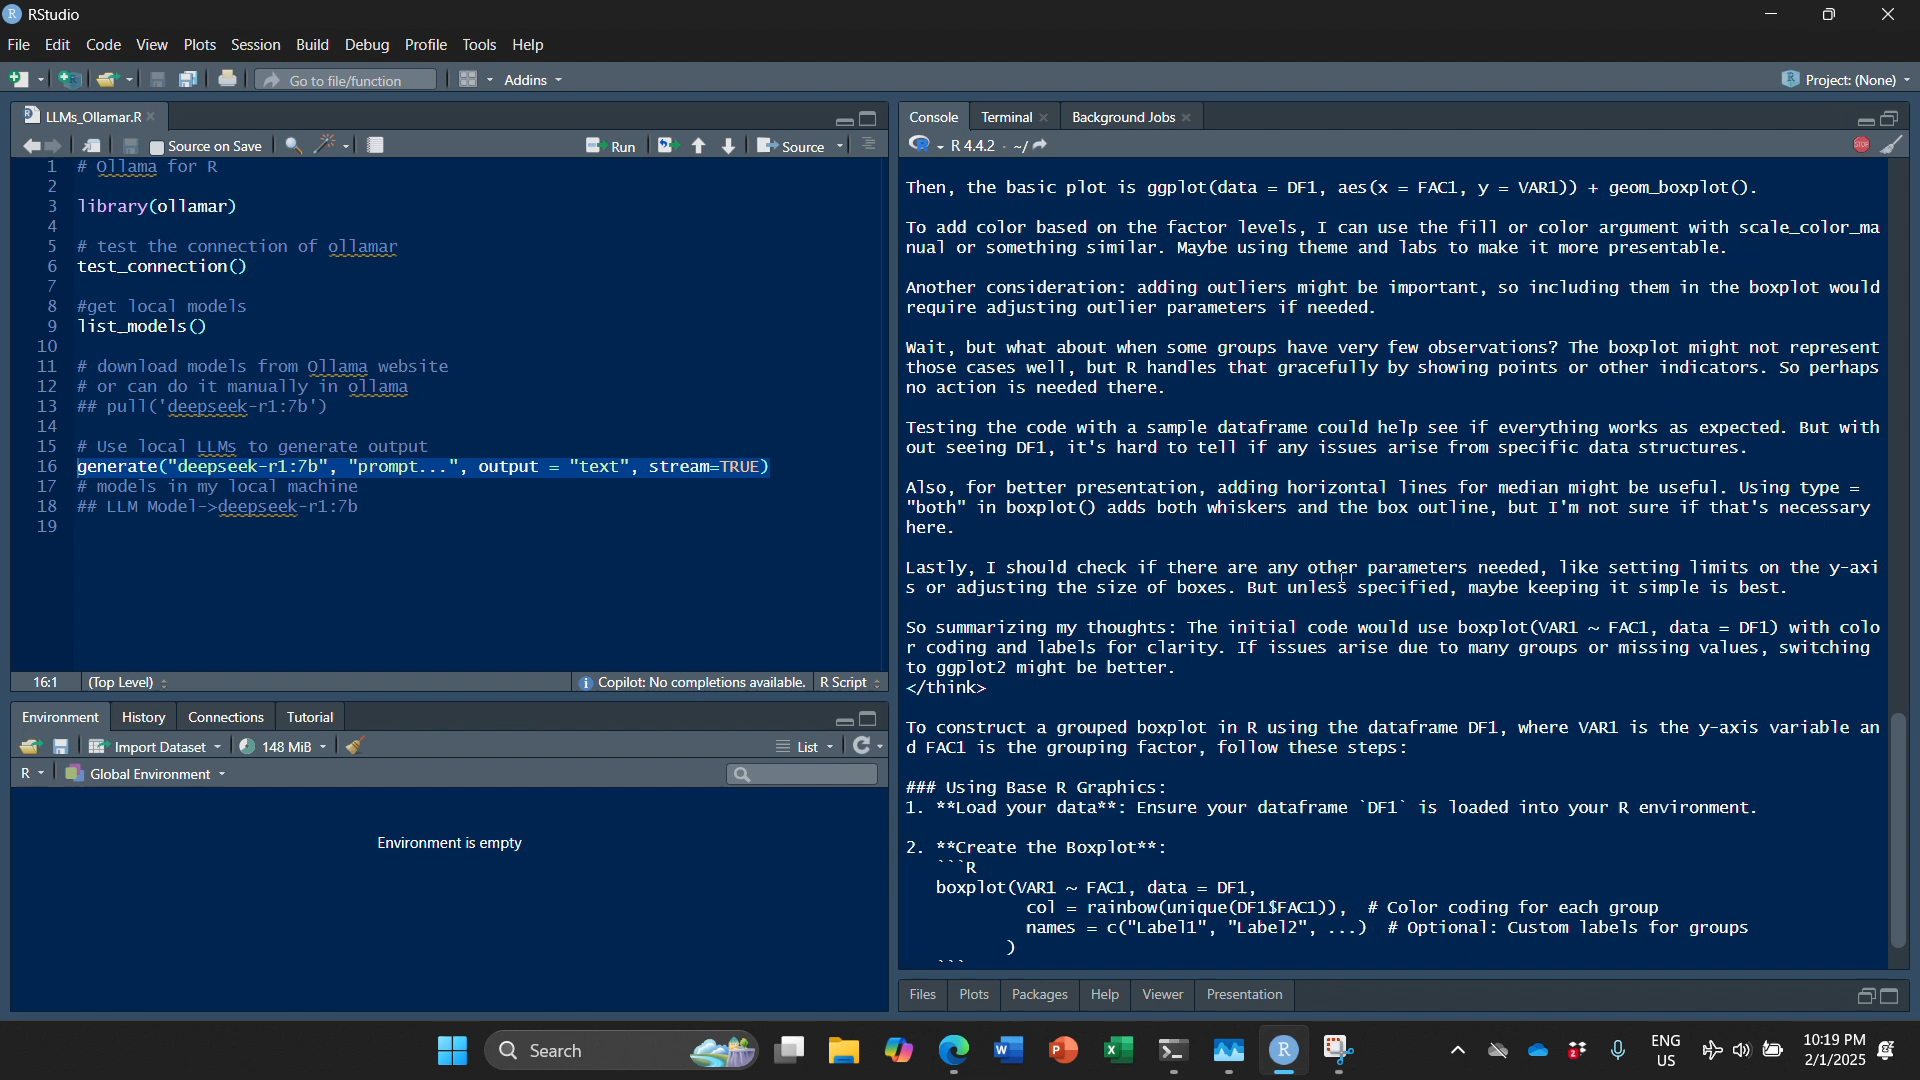 RStudio
File Edit Code View Plots Session Build Debug Profile Tools Help
Go to file/function Addins Project: (None)
LLMs_Ollamar.R
Source on Save Run Source
1 # Ollama for R
2
3 library(ollamar)
4
5 # test the connection of ollamar
6 test_connection()
7
8 #get local models
9 list_models()
10
11 # download models from Ollama website
12 # or can do it manually in ollama
13 ## pull('deepseek-r1:7b')
14
15 # Use local LLMs to generate output
16 generate("deepseek-r1:7b", "prompt...", output = "text", stream=TRUE)
17 # models in my local machine
18 ## LLM Model->deepseek-r1:7b
19
16:1 (Top Level) Copilot: No completions available. R Script
Environment History Connections Tutorial
Import Dataset 148 MiB List
R Global Environment
Environment is empty
Console Terminal Background Jobs
R 4.4.2 · ~/
STOP
Then, the basic plot is ggplot(data = DF1, aes(x = FAC1, y = VAR1)) + geom_boxplot().
To add color based on the factor levels, I can use the fill or color argument with scale_color_ma
nual or something similar. Maybe using theme and labs to make it more presentable.
Another consideration: adding outliers might be important, so including them in the boxplot would
require adjusting outlier parameters if needed.
Wait, but what about when some groups have very few observations? The boxplot might not represent
those cases well, but R handles that gracefully by showing points or other indicators. So perhaps
no action is needed there.
Testing the code with a sample dataframe could help see if everything works as expected. But with
out seeing DF1, it's hard to tell if any issues arise from specific data structures.
Also, for better presentation, adding horizontal lines for median might be useful. Using type =
"both" in boxplot() adds both whiskers and the box outline, but I'm not sure if that's necessary
here.
Lastly, I should check if there are any other parameters needed, like setting limits on the y-axi
s or adjusting the size of boxes. But unless specified, maybe keeping it simple is best.
So summarizing my thoughts: The initial code would use boxplot(VAR1 ~ FAC1, data = DF1) with colo
r coding and labels for clarity. If issues arise due to many groups or missing values, switching
to ggplot2 might be better.
</think>
To construct a grouped boxplot in R using the dataframe DF1, where VAR1 is the y-axis variable an
d FAC1 is the grouping factor, follow these steps:
### Using Base R Graphics:
1. **Load your data**: Ensure your dataframe `DF1` is loaded into your R environment.
2. **Create the Boxplot**:
```R
boxplot(VAR1 ~ FAC1, data = DF1,
col = rainbow(unique(DF1$FAC1)), # Color coding for each group
names = c("Label1", "Label2", ...) # Optional: Custom labels for groups
)
```
Files Plots Packages Help Viewer Presentation
Search
ENG
US
10:19 PM
2/1/2025